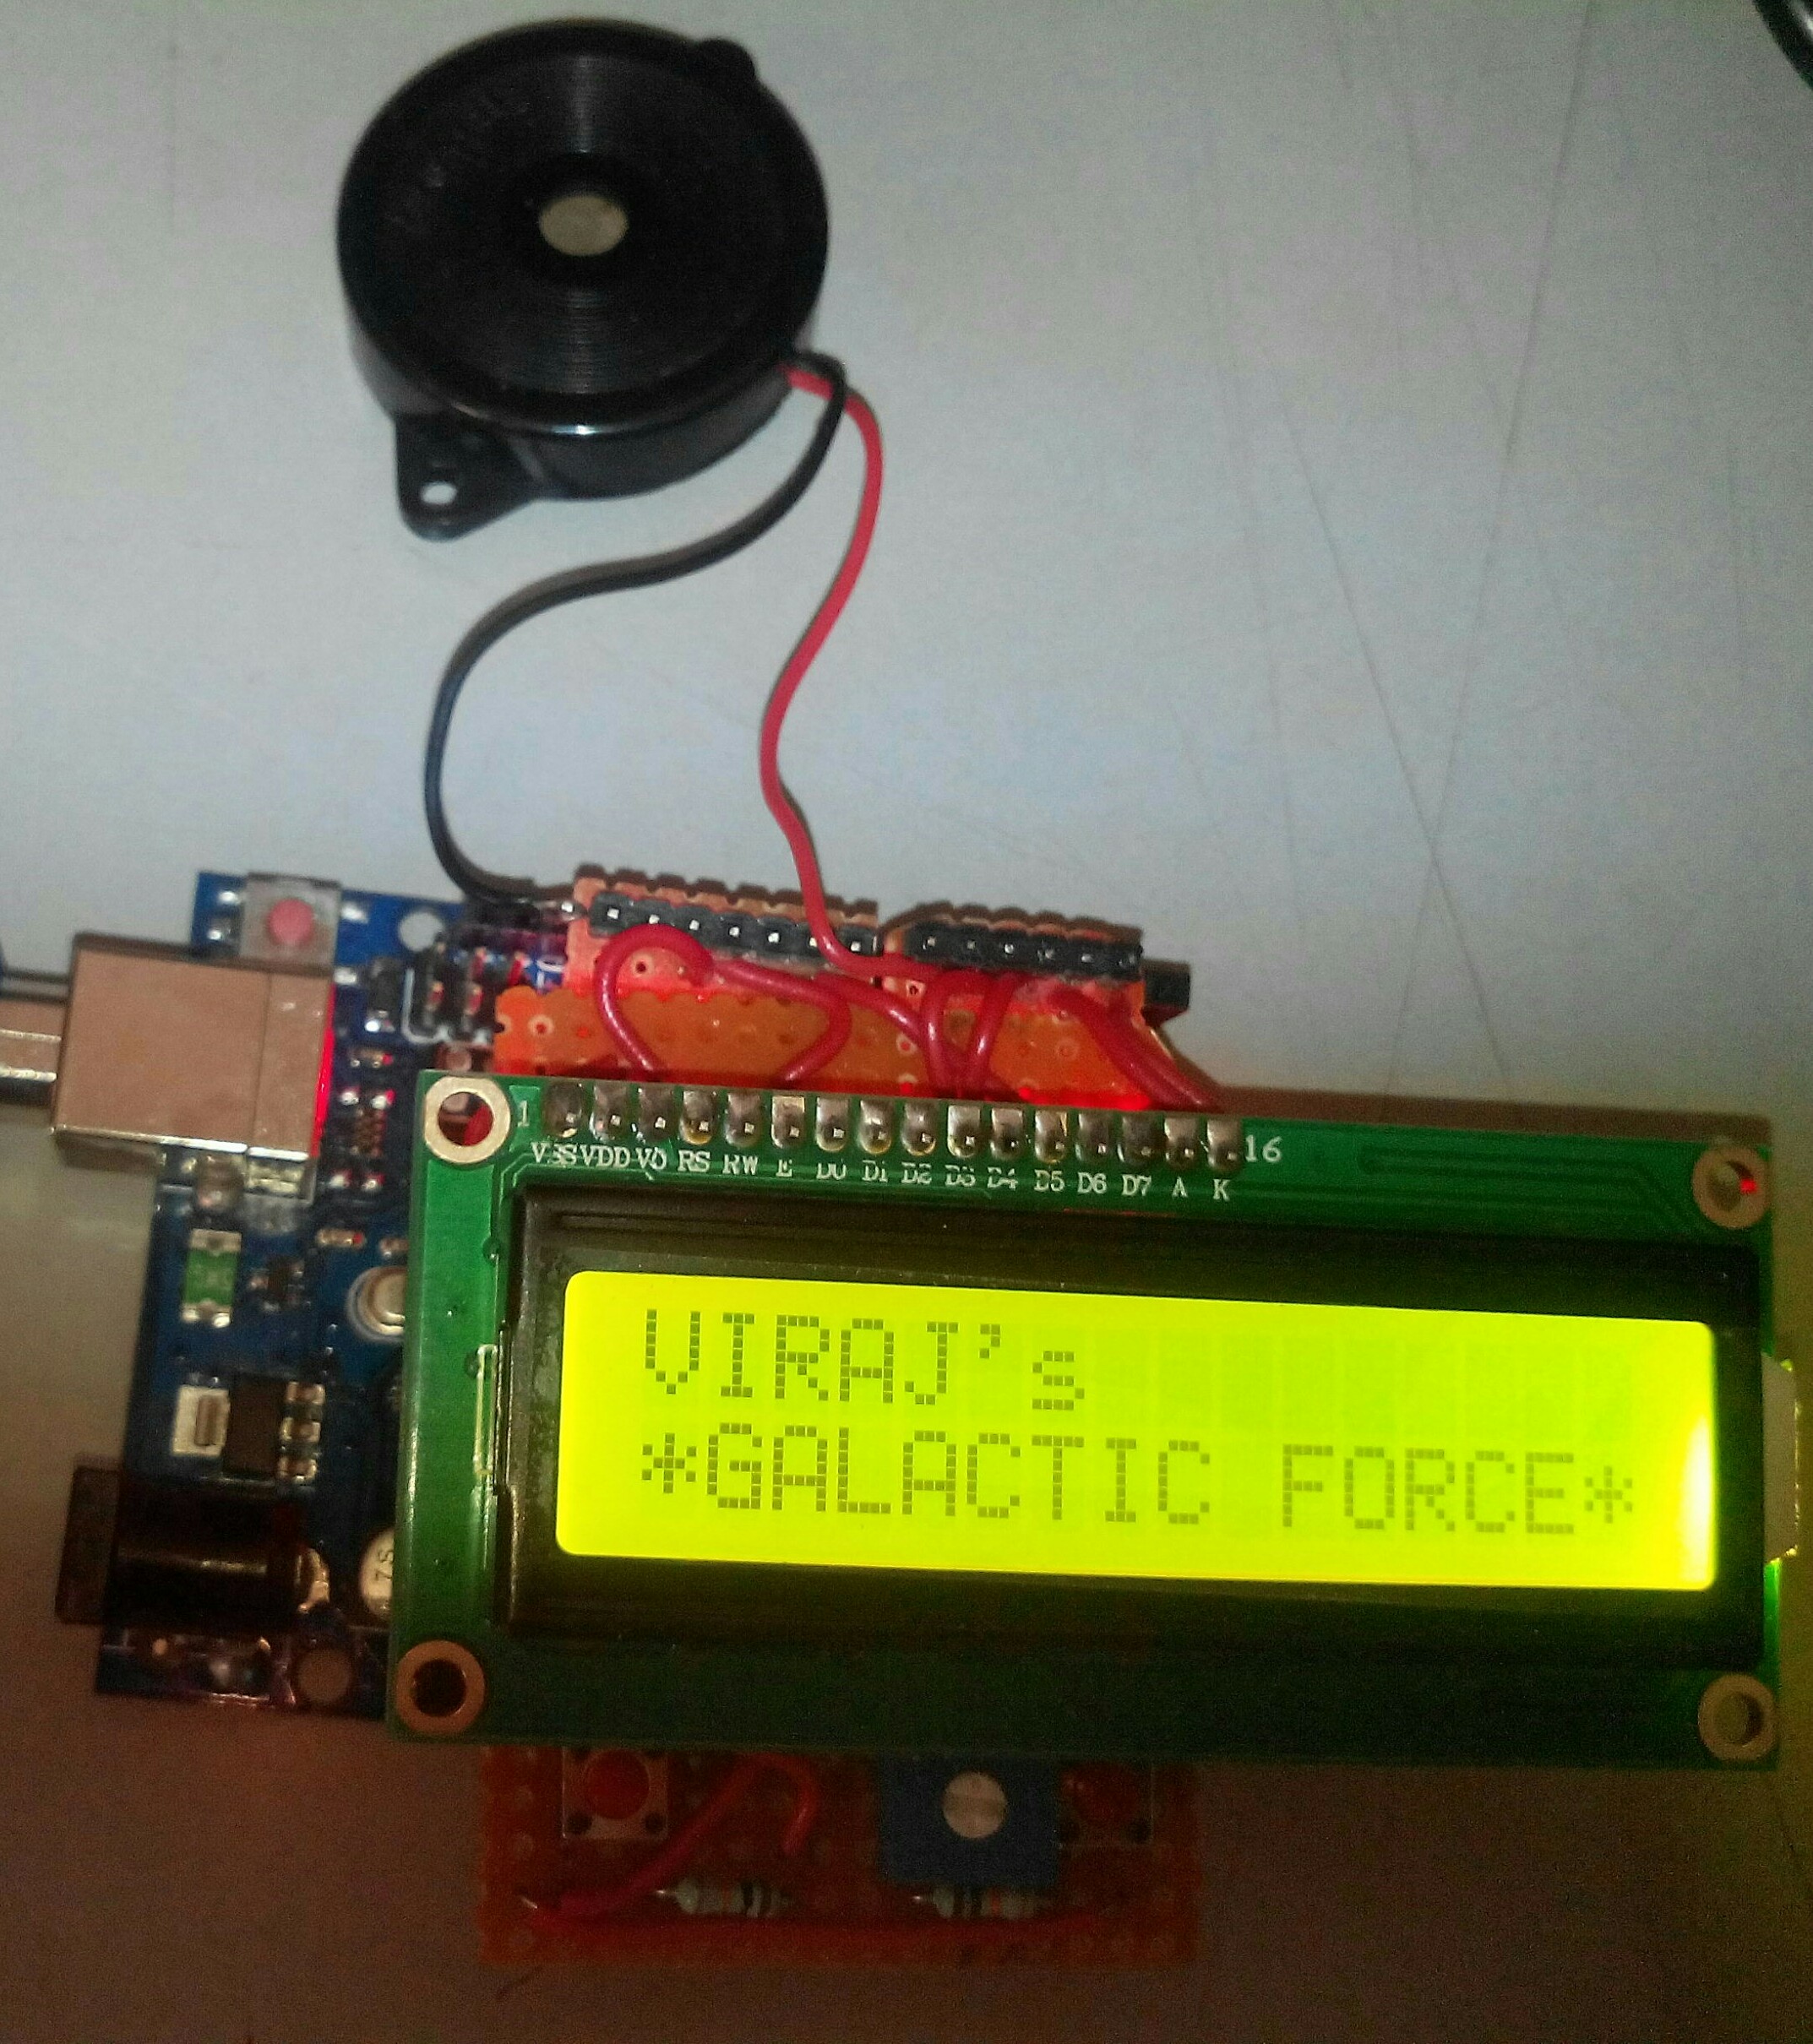 1 VSS VDD V0 RS RW E D0 D1 D2 D3 D4 D5 D6 D7 A K 16
VIRAJ's
*GALACTIC FORCE*